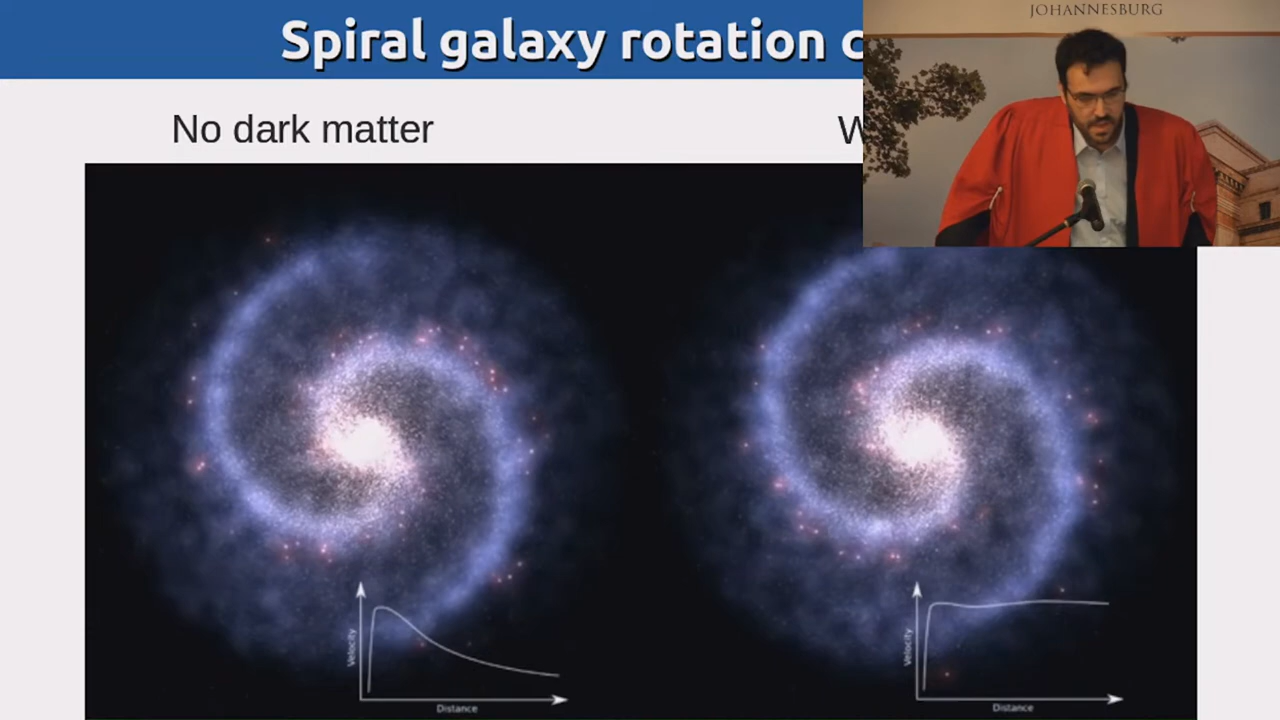 Spiral galaxy rotation c
JOHANNESBURG
No dark matter
W
Velocity
Distance
Velocity
Distance